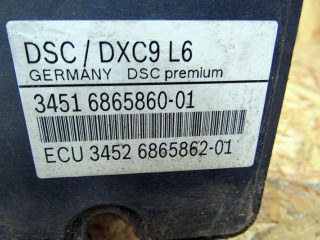 DSC / DXC9 L6
GERMANY DSC premium
3451 6865860-01
ECU 3452 6865862-01